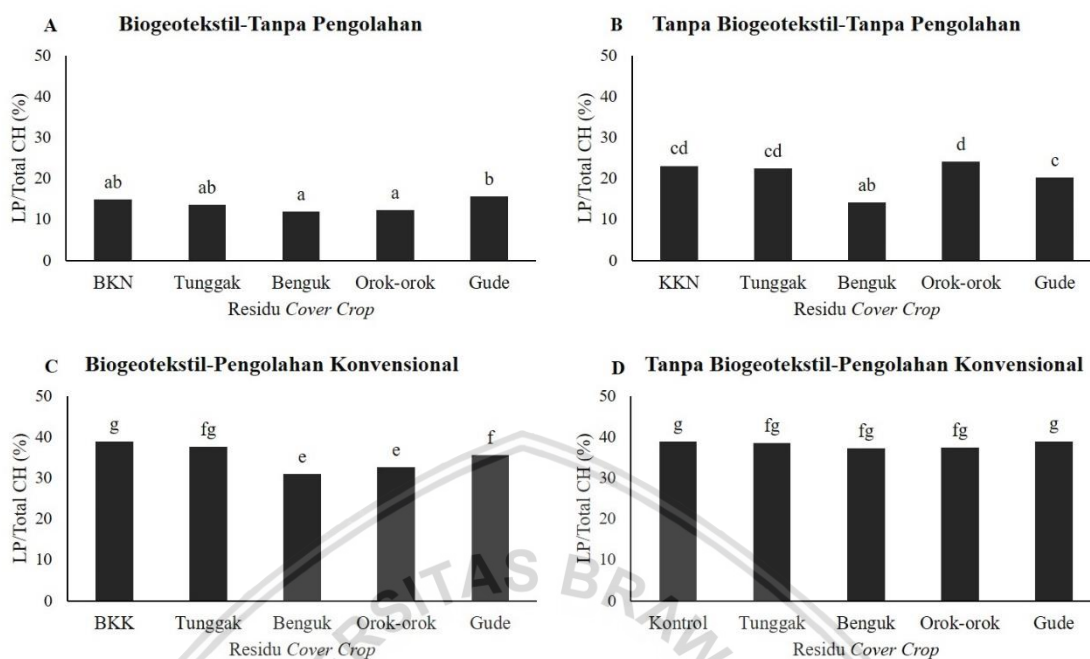 A Biogeotekstil-Tanpa Pengolahan
LP/Total CH (%)
50
40
30
20
10
0
ab ab a a b
BKN Tunggak Benguk Orok-orok Gude
Residu Cover Crop
B Tanpa Biogeotekstil-Tanpa Pengolahan
LP/Total CH (%)
50
40
30
20
10
0
cd cd ab d c
KKN Tunggak Benguk Orok-orok Gude
Residu Cover Crop
C Biogeotekstil-Pengolahan Konvensional
LP/Total CH (%)
50
40
30
20
10
0
g fg e e f
BKK Tunggak Benguk Orok-orok Gude
Residu Cover Crop
D Tanpa Biogeotekstil-Pengolahan Konvensional
LP/Total CH (%)
50
40
30
20
10
0
g fg fg fg g
Kontrol Tunggak Benguk Orok-orok Gude
Residu Cover Crop